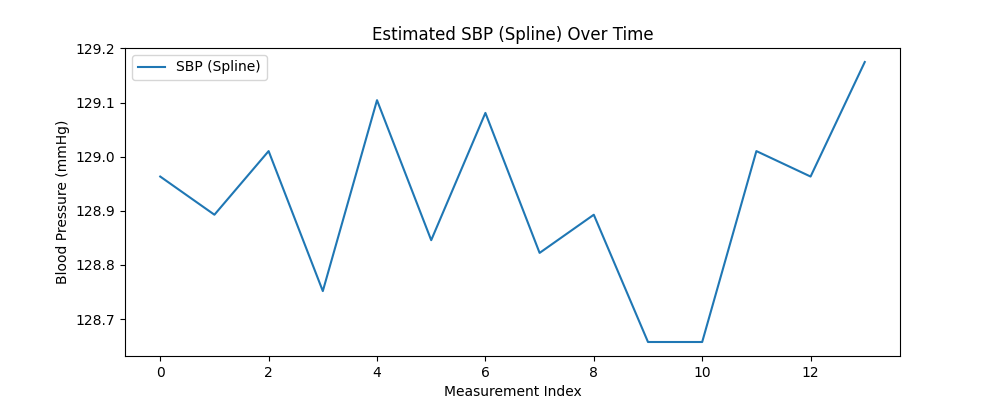 Estimated SBP (Spline) Over Time
SBP (Spline)
Blood Pressure (mmHg)
129.2
129.1
129.0
128.9
128.8
128.7
0 2 4 6 8 10 12
Measurement Index